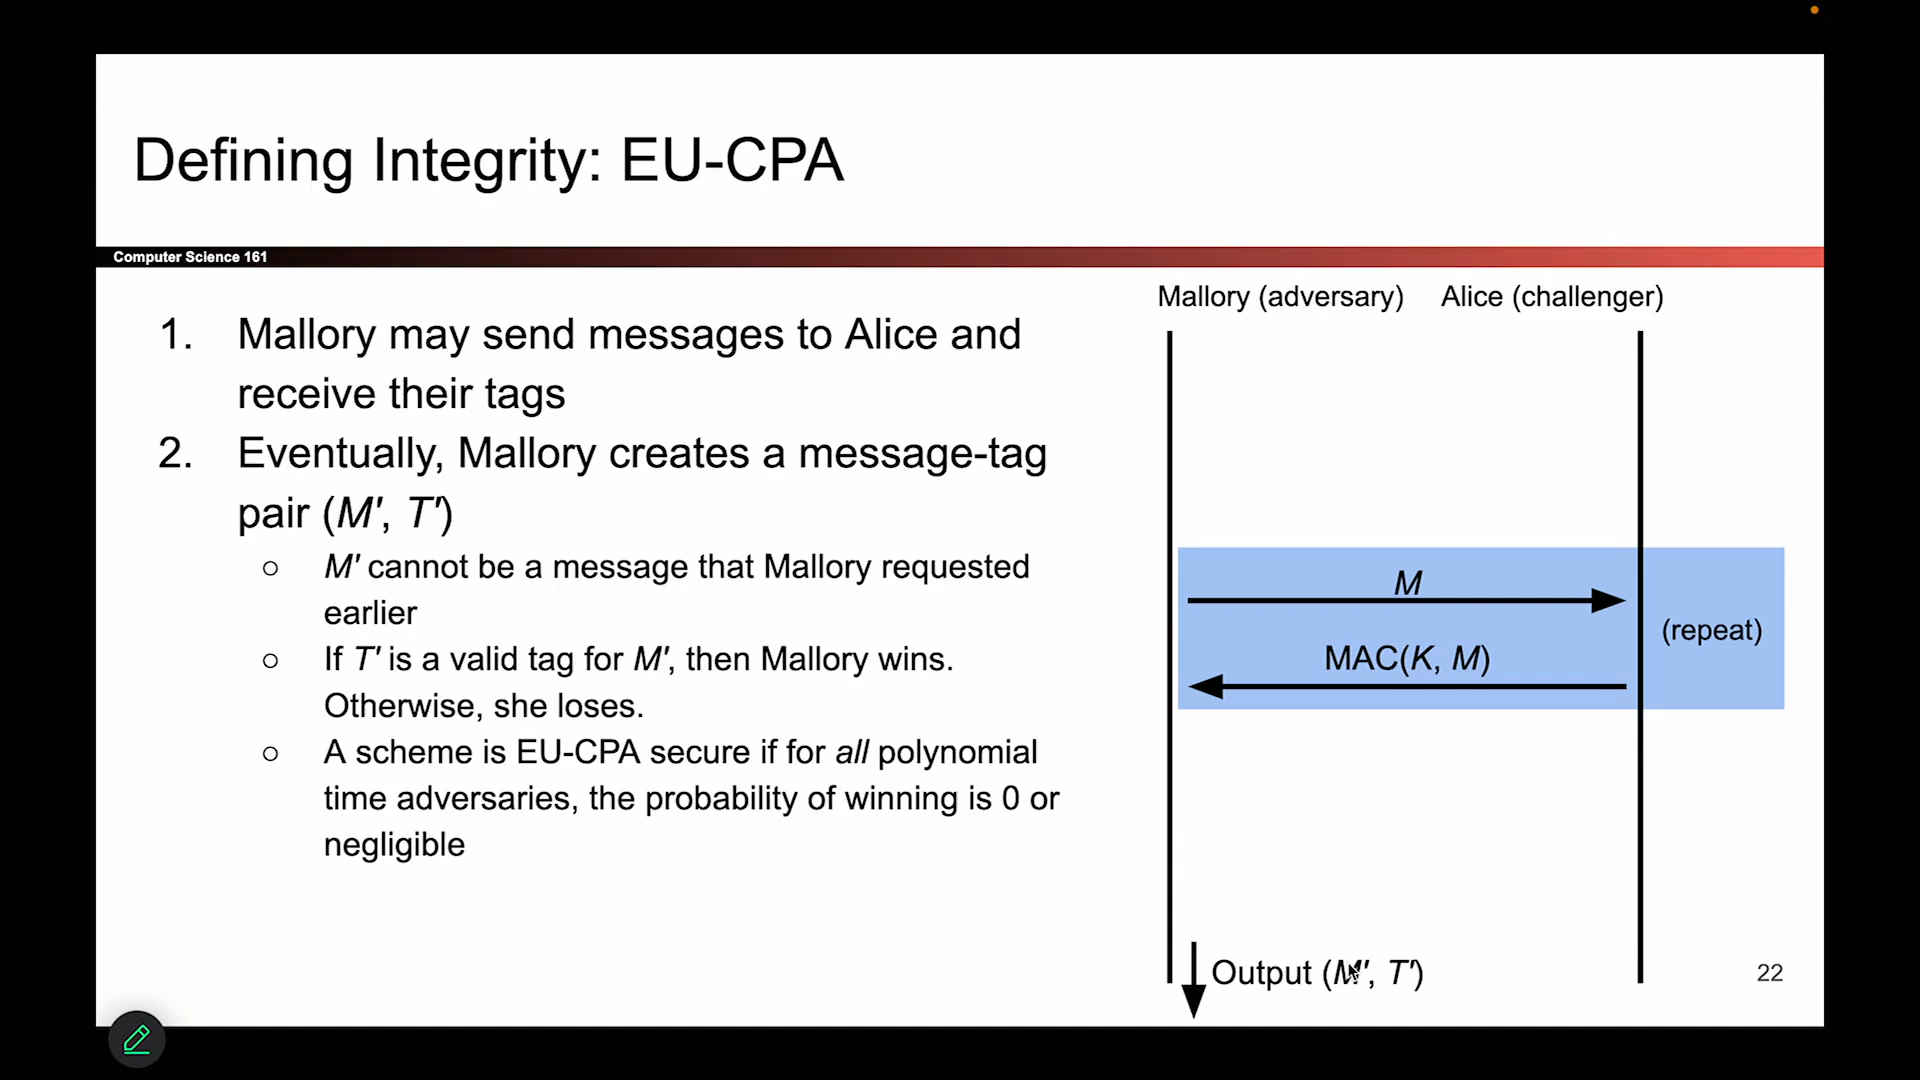 Defining Integrity: EU-CPA
Computer Science 161
1. Mallory may send messages to Alice and
receive their tags
2. Eventually, Mallory creates a message-tag
pair (M′, T′)
○ M′ cannot be a message that Mallory requested
earlier
○ If T′ is a valid tag for M′, then Mallory wins.
Otherwise, she loses.
○ A scheme is EU-CPA secure if for all polynomial
time adversaries, the probability of winning is 0 or
negligible
Mallory (adversary)
Alice (challenger)
M
(repeat)
MAC(K, M)
Output (M′, T′)
22